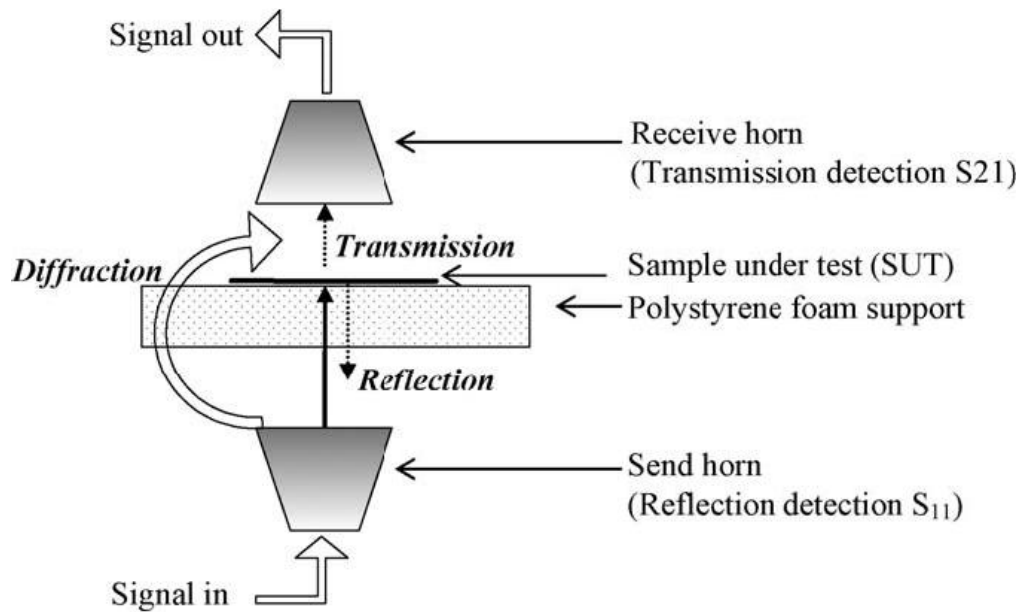 Signal out
Receive horn
(Transmission detection S21)
Transmission
Diffraction
Sample under test (SUT)
Polystyrene foam support
Reflection
Send horn
(Reflection detection S₁₁)
Signal in